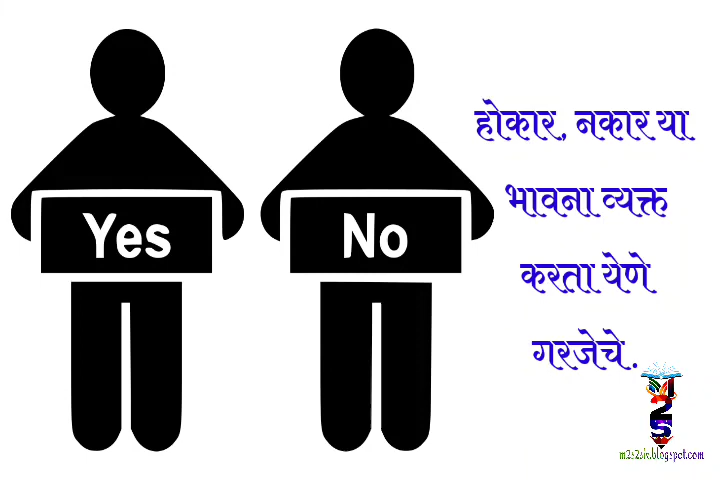 Yes
No
होकार, नकार या
भावना व्यक्त
करता येणे
गरजेचे.
m2s2sir.blogspot.com